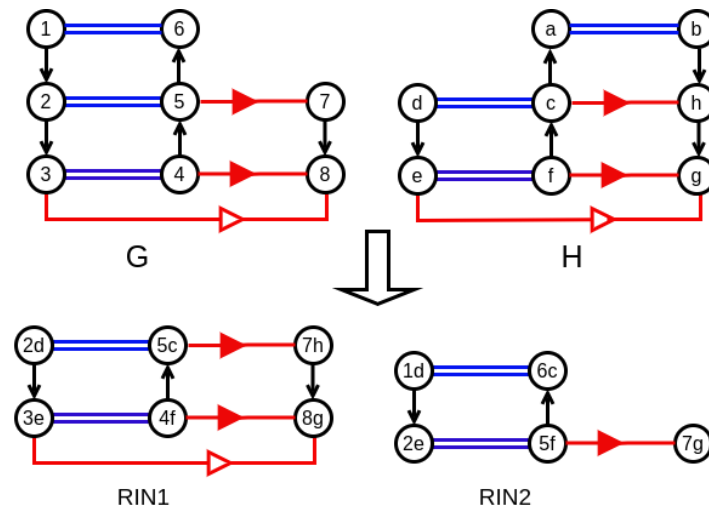 1 6 a b
2 5 7 d c h
3 4 8 e f g
G H
2d 5c 7h 1d 6c
3e 4f 8g 2e 5f 7g
RIN1 RIN2